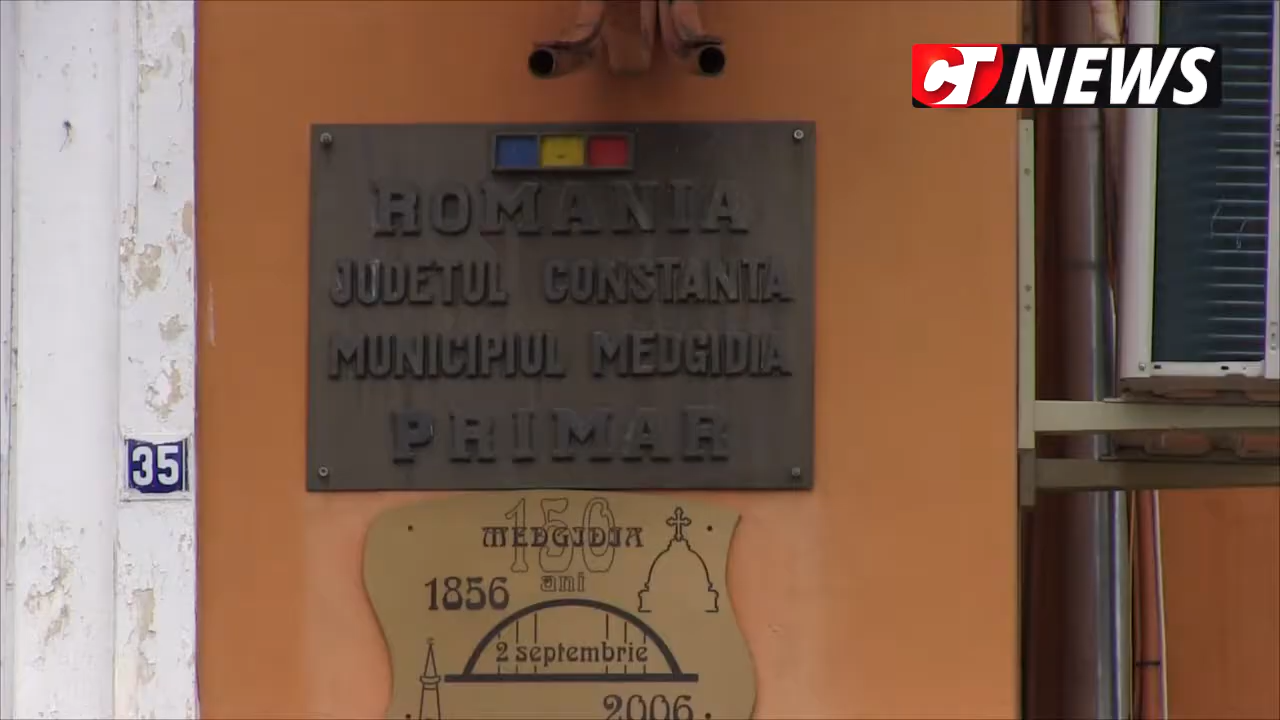 CT NEWS
ROMANIA
JUDETUL CONSTANTA
MUNICIPIUL MEDGIDIA
PRIMAR
35
150
MEDGIDIA
ani
1856
2 septembrie
2006